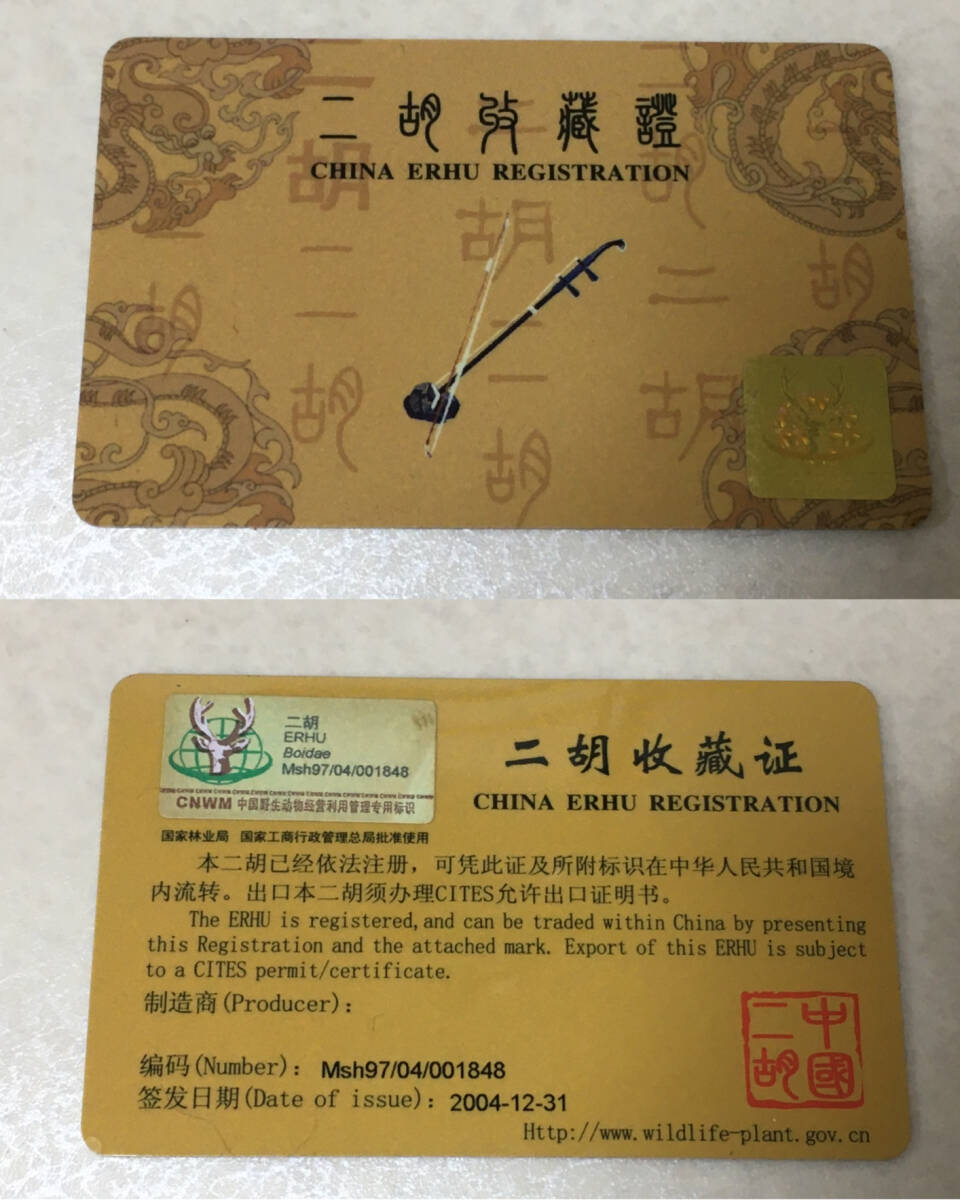 二胡收藏證
CHINA ERHU REGISTRATION
二胡
ERHU
Boidae
Msh97/04/001848
CNWM 中国野生动物经营利用管理专用标识
国家林业局 国家工商行政管理总局批准使用
二胡收藏证
CHINA ERHU REGISTRATION
本二胡已经依法注册，可凭此证及所附标识在中华人民共和国境
内流转。出口本二胡须办理CITES允许出口证明书。
The ERHU is registered,and can be traded within China by presenting
this Registration and the attached mark. Export of this ERHU is subject
to a CITES permit/certificate.
制造商(Producer)：
编码(Number)：Msh97/04/001848
签发日期(Date of issue)：2004-12-31
中國
二胡
Http://www.wildlife-plant.gov.cn